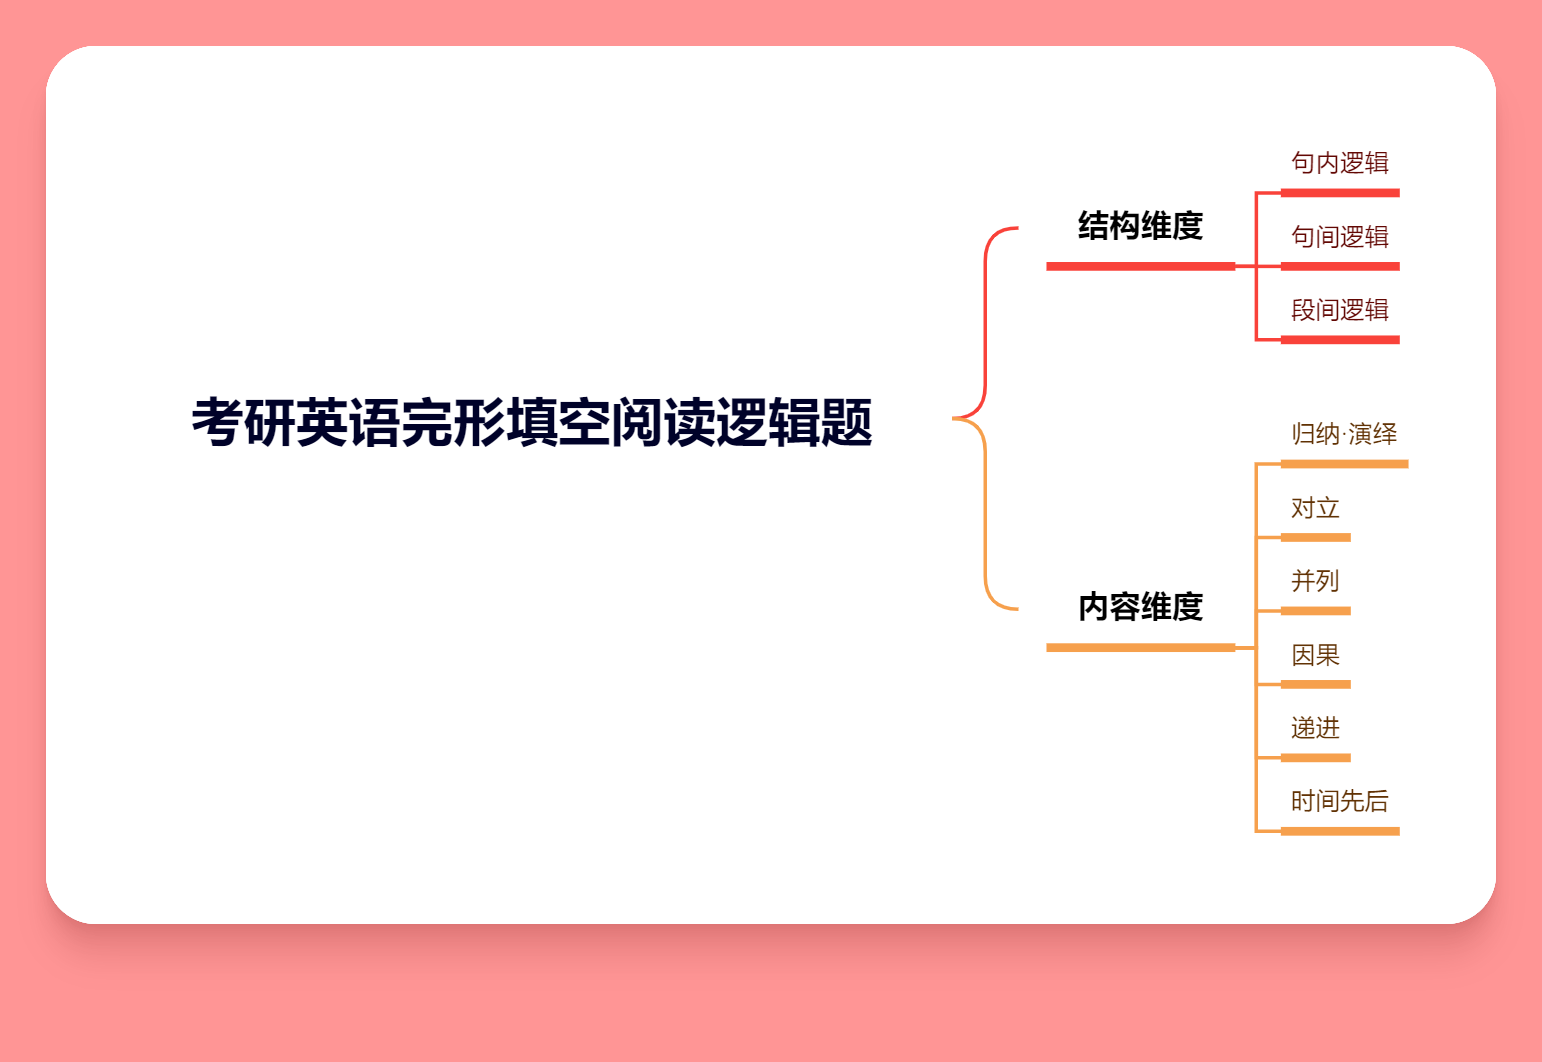 考研英语完形填空阅读逻辑题
结构维度
句内逻辑
句间逻辑
段间逻辑
内容维度
归纳·演绎
对立
并列
因果
递进
时间先后